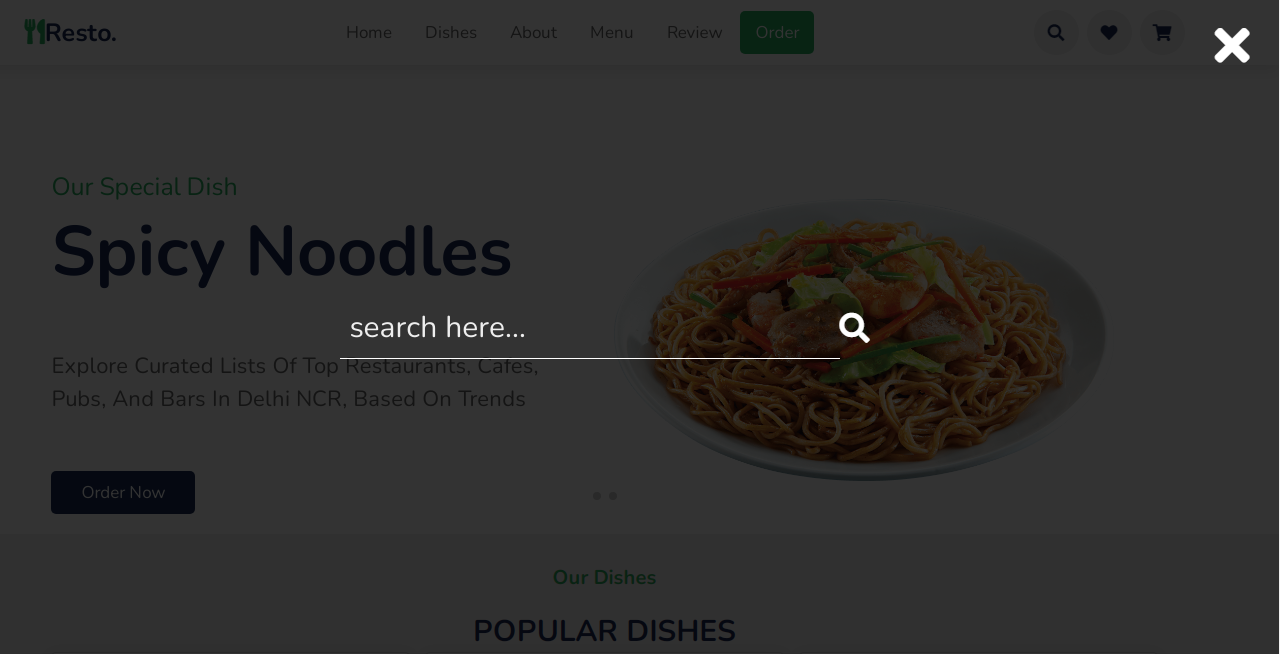 Resto.
Home Dishes About Menu Review Order
Our Special Dish
Spicy Noodles
search here...
Explore Curated Lists Of Top Restaurants, Cafes,
Pubs, And Bars In Delhi NCR, Based On Trends
Order Now
Our Dishes
POPULAR DISHES